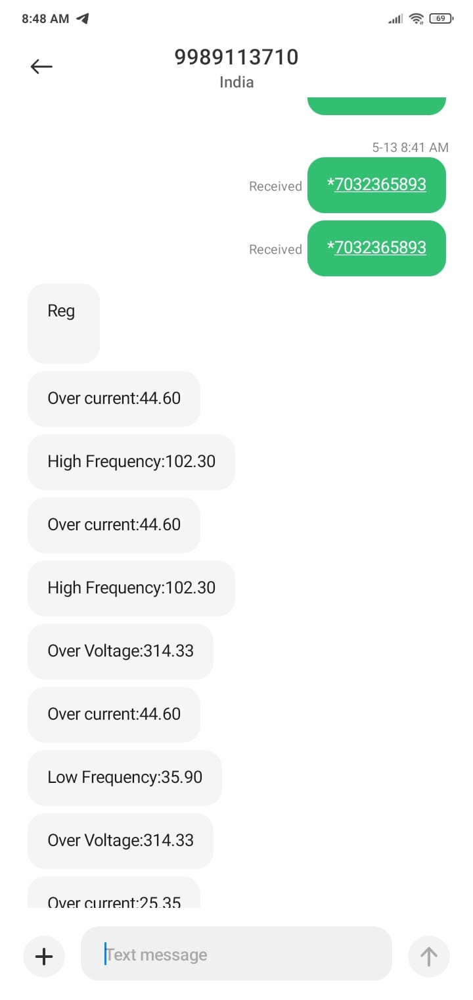 8:48 AM
69
9989113710
India
5-13 8:41 AM
Received
*7032365893
Received
*7032365893
Reg
Over current:44.60
High Frequency:102.30
Over current:44.60
High Frequency:102.30
Over Voltage:314.33
Over current:44.60
Low Frequency:35.90
Over Voltage:314.33
Over current:25.35
Text message